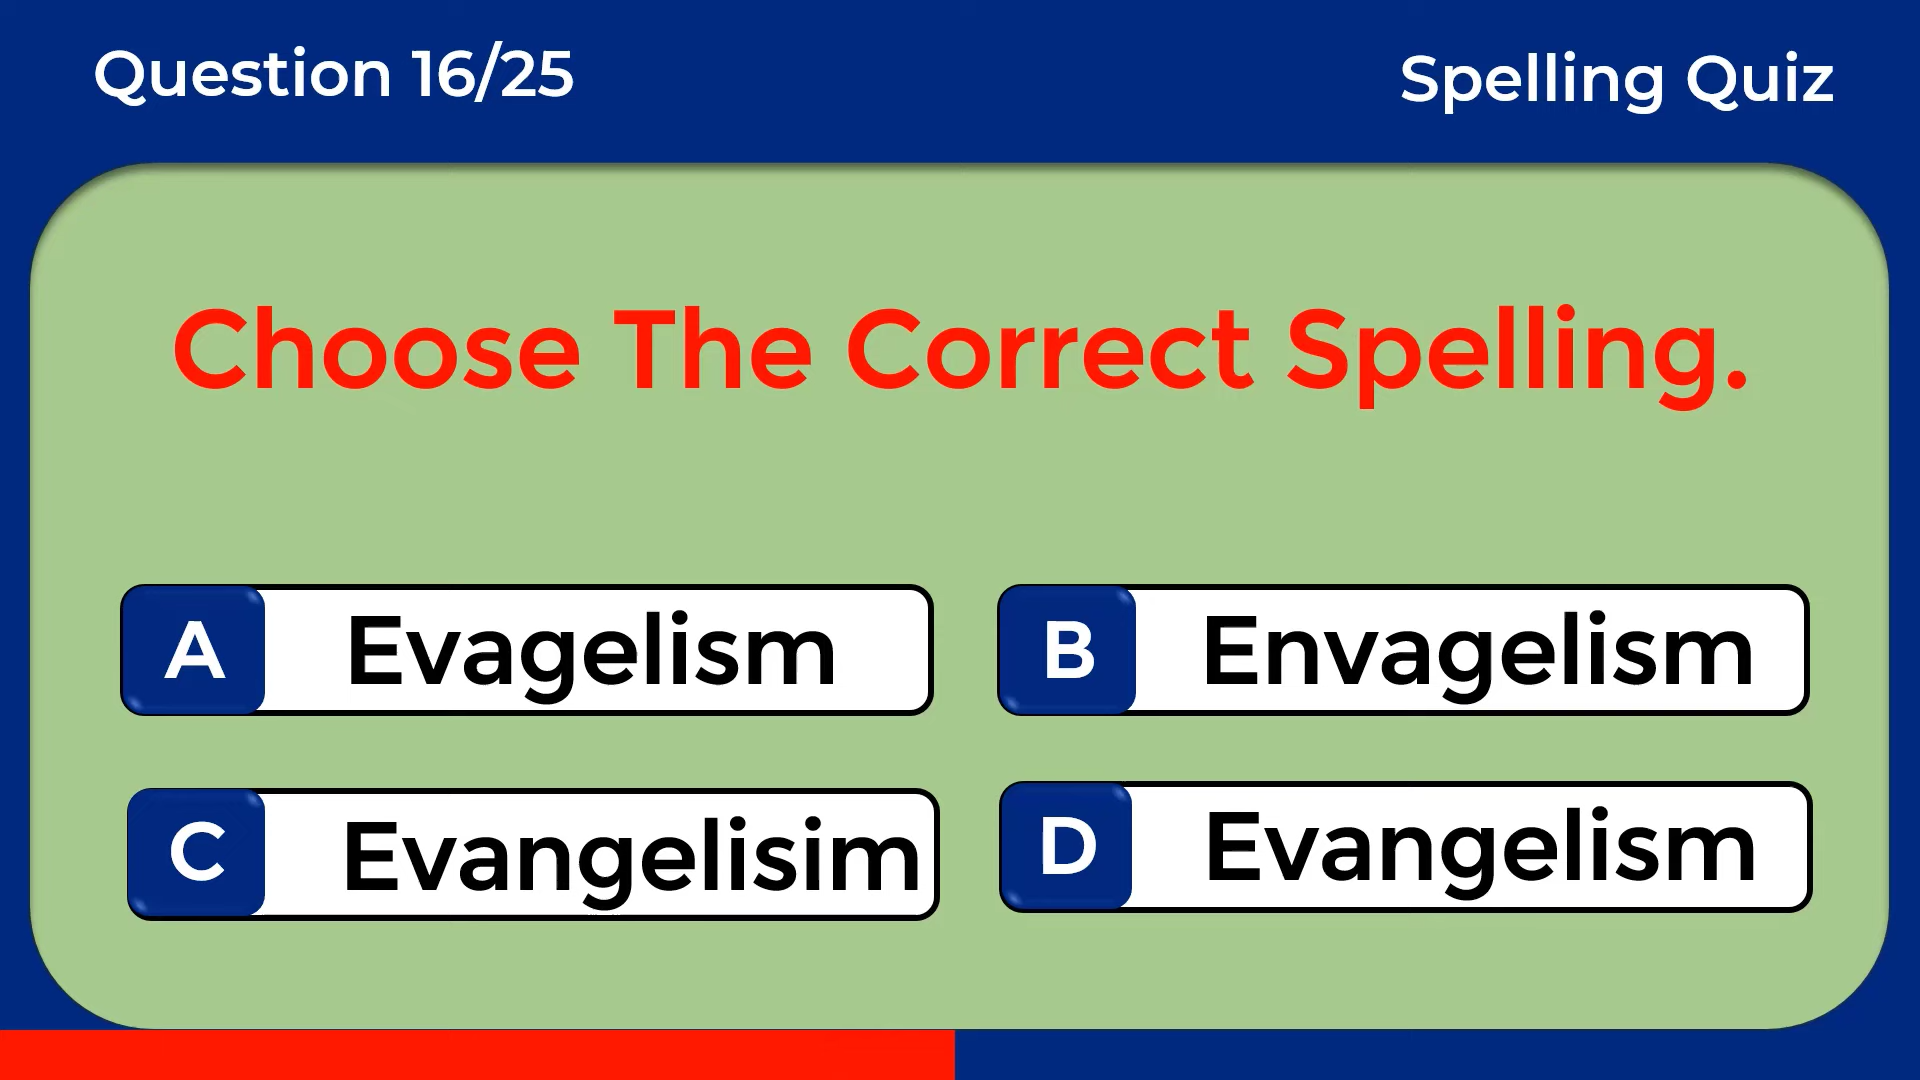 Question 16/25
Spelling Quiz
Choose The Correct Spelling.
A Evagelism
B Envagelism
C Evangelisim
D Evangelism